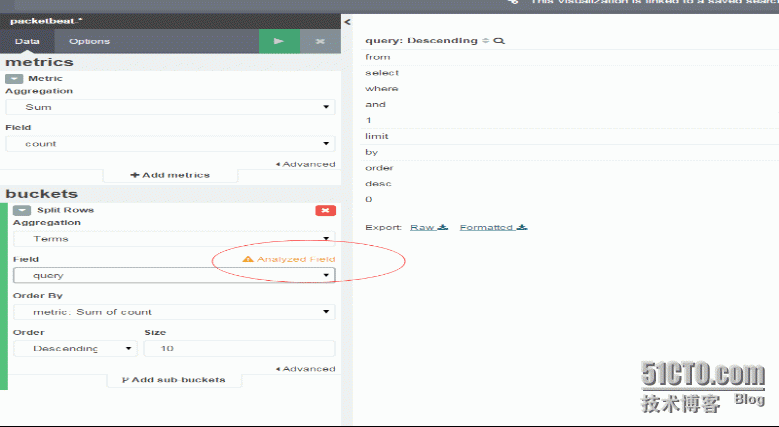 This visualization is linked to a saved searc
packetbeat-*
Data Options
metrics
Metric
Aggregation
Sum
Field
count
Advanced
Add metrics
buckets
Split Rows
Aggregation
Terms
Field Analyzed Field
query
Order By
metric: Sum of count
Order Size
Descending 10
Advanced
Add sub-buckets
query: Descending
from
select
where
and
1
limit
by
order
desc
0
Export: Raw Formatted
51CTO.com
技术博客 Blog